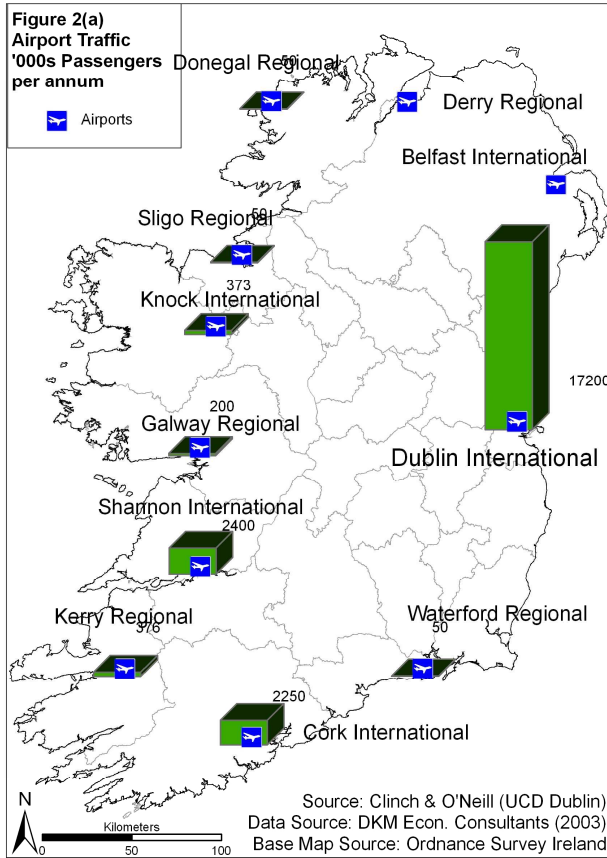 Figure 2(a)
Airport Traffic
'000s Passengers
per annum
Airports
Donegal Regional
50
Derry Regional
Belfast International
Sligo Regional
50
373
Knock International
17200
200
Galway Regional
Dublin International
Shannon International
2400
Kerry Regional
376
Waterford Regional
50
2250
Cork International
N
Kilometers
0 50 100
Source: Clinch & O'Neill (UCD Dublin)
Data Source: DKM Econ. Consultants (2003)
Base Map Source: Ordnance Survey Ireland